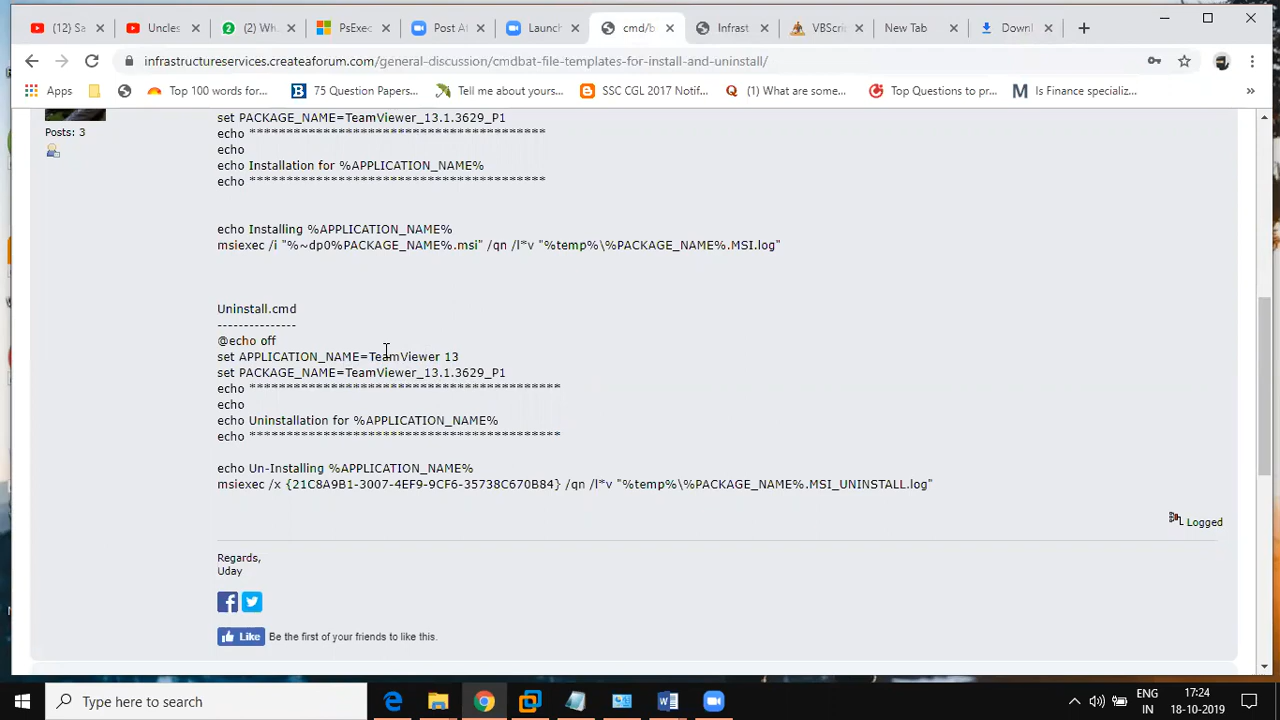 (12) Sa
Uncles
(2) Wh
PsExec
Post At
Launch
cmd/b
Infrast
VBScri
New Tab
Downl
infrastructureservices.createaforum.com/general-discussion/cmdbat-file-templates-for-install-and-uninstall/
Apps
Top 100 words for...
75 Question Papers...
Tell me about yours...
SSC CGL 2017 Notif...
(1) What are some...
Top Questions to pr...
Is Finance specializ...
»
Posts: 3
set PACKAGE_NAME=TeamViewer_13.1.3629_P1
echo ****************************************
echo
echo Installation for %APPLICATION_NAME%
echo ****************************************
echo Installing %APPLICATION_NAME%
msiexec /i "%~dp0%PACKAGE_NAME%.msi" /qn /l*v "%temp%\%PACKAGE_NAME%.MSI.log"
Uninstall.cmd
---------------
@echo off
set APPLICATION_NAME=TeamViewer 13
set PACKAGE_NAME=TeamViewer_13.1.3629_P1
echo ******************************************
echo
echo Uninstallation for %APPLICATION_NAME%
echo ******************************************
echo Un-Installing %APPLICATION_NAME%
msiexec /x {21C8A9B1-3007-4EF9-9CF6-35738C670B84} /qn /l*v "%temp%\%PACKAGE_NAME%.MSI_UNINSTALL.log"
Logged
Regards,
Uday
Like
Be the first of your friends to like this.
Type here to search
ENG
IN
17:24
18-10-2019